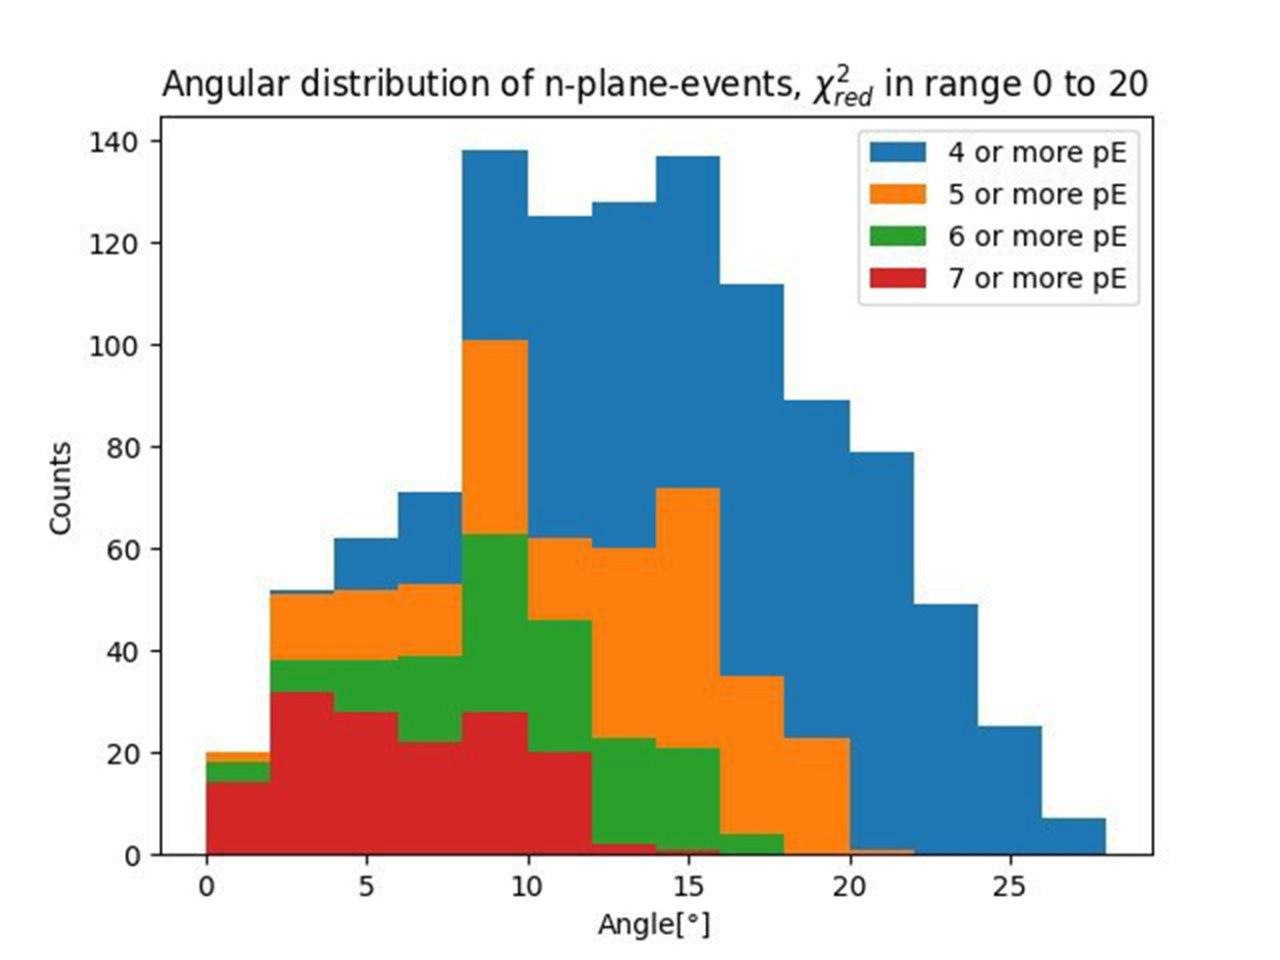 Angular distribution of n-plane-events, χ²_red in range 0 to 20
140
120
100
80
60
40
20
0
Counts
4 or more pE
5 or more pE
6 or more pE
7 or more pE
0 5 10 15 20 25
Angle[°]